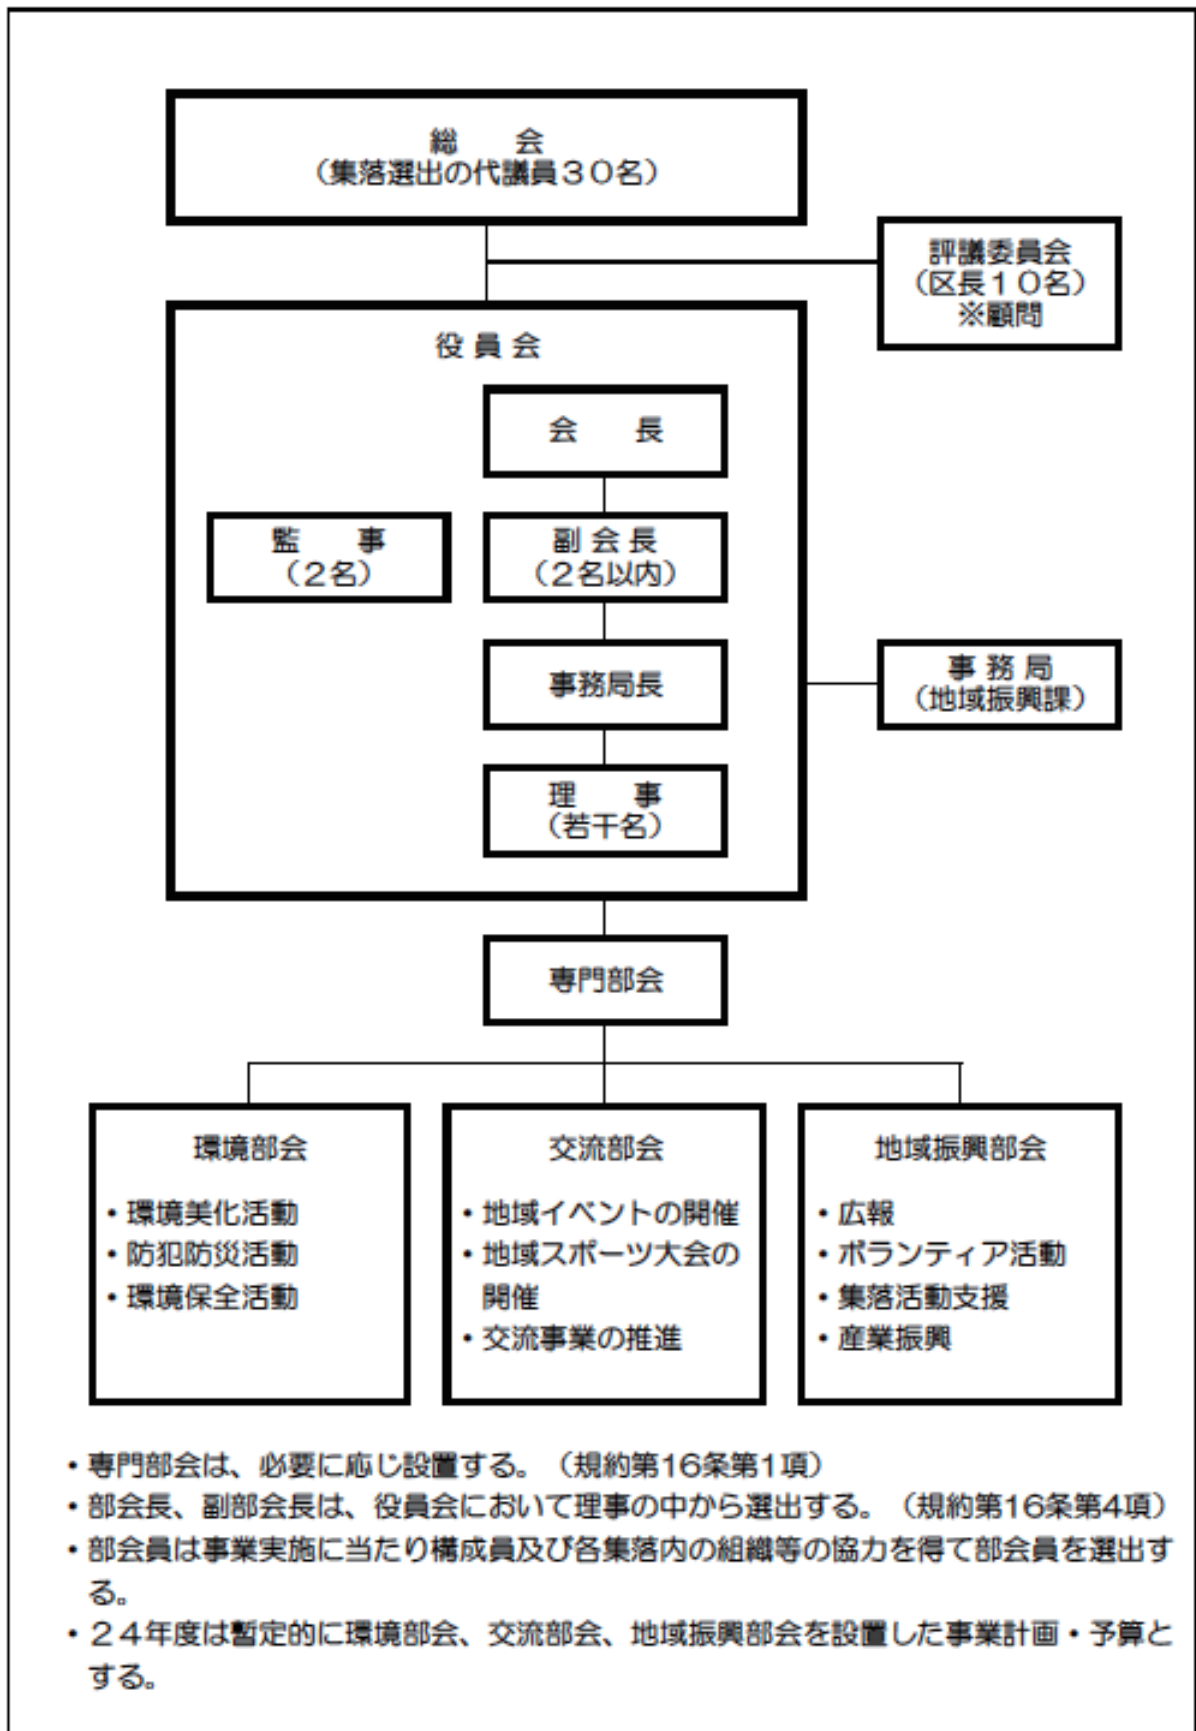 総　　会
（集落選出の代議員３０名）
評議委員会
（区長１０名）
※顧問
役 員 会
会　　長
監　　事
（２名）
副 会 長
（２名以内）
事務局長
事 務 局
（地域振興課）
理　　事
（若干名）
専門部会
環境部会
・環境美化活動
・防犯防災活動
・環境保全活動
交流部会
・地域イベントの開催
・地域スポーツ大会の
開催
・交流事業の推進
地域振興部会
・広報
・ボランティア活動
・集落活動支援
・産業振興
・専門部会は、必要に応じ設置する。（規約第16条第1項）
・部会長、副部会長は、役員会において理事の中から選出する。（規約第16条第4項）
・部会員は事業実施に当たり構成員及び各集落内の組織等の協力を得て部会員を選出す
る。
・２４年度は暫定的に環境部会、交流部会、地域振興部会を設置した事業計画・予算と
する。